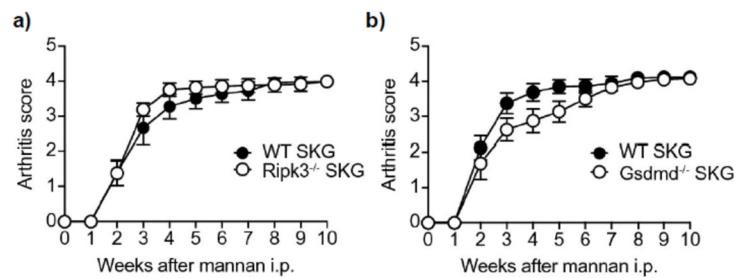 a)
Arthritis score
5
4
3
2
1
0
WT SKG
Ripk3-/- SKG
0 1 2 3 4 5 6 7 8 9 10
Weeks after mannan i.p.
b)
Arthritis score
5
4
3
2
1
0
WT SKG
Gsdmd-/- SKG
0 1 2 3 4 5 6 7 8 9 10
Weeks after mannan i.p.